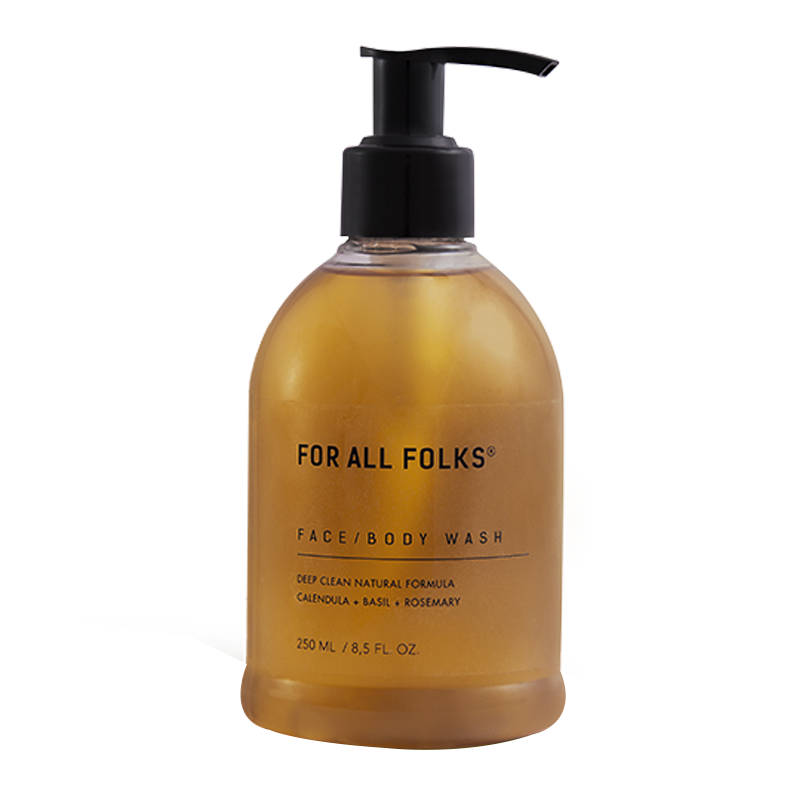 FOR ALL FOLKS®
FACE/BODY WASH
DEEP CLEAN NATURAL FORMULA
CALENDULA + BASIL + ROSEMARY
250 ML / 8,5 FL. OZ.